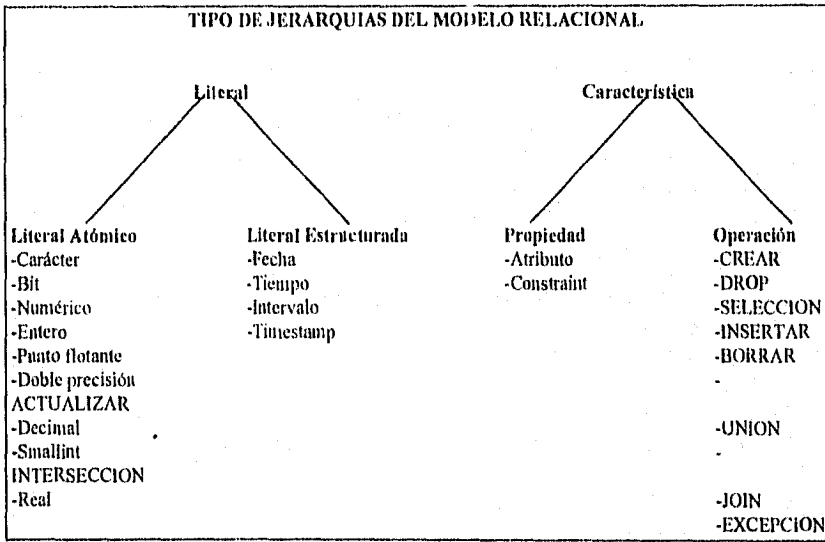 TIPO DE JERARQUIAS DEL MODELO RELACIONAL
Literal Característica
Literal Atómico Literal Estructurada Propiedad Operación
-Carácter -Fecha -Atributo -CREAR
-Bit -Tiempo -Constraint -DROP
-Numérico -Intervalo -SELECCION
-Entero -Timestamp -INSERTAR
-Punto flotante -BORRAR
-Doble precisión -
ACTUALIZAR
-Decimal -UNION
-Smallint -
INTERSECCION
-Real -JOIN
-EXCEPCION